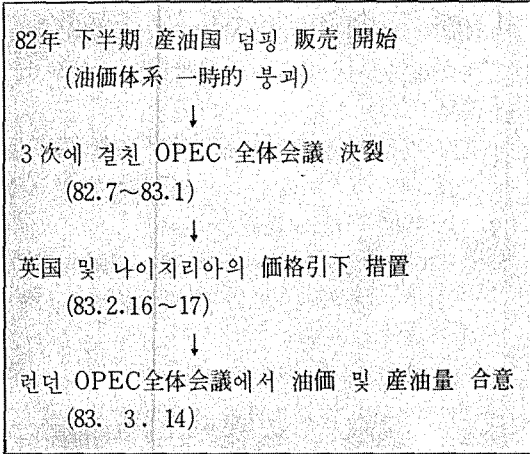 82年 下半期 産油国 덤핑 販売 開始
(油価体系 一時的 붕괴)
↓
3次에 걸친 OPEC 全体会議 決裂
(82.7~83.1)
↓
英国 및 나이지리아의 価格引下 措置
(83.2.16~17)
↓
런던 OPEC全体会議에서 油価 및 産油量 合意
(83. 3. 14)